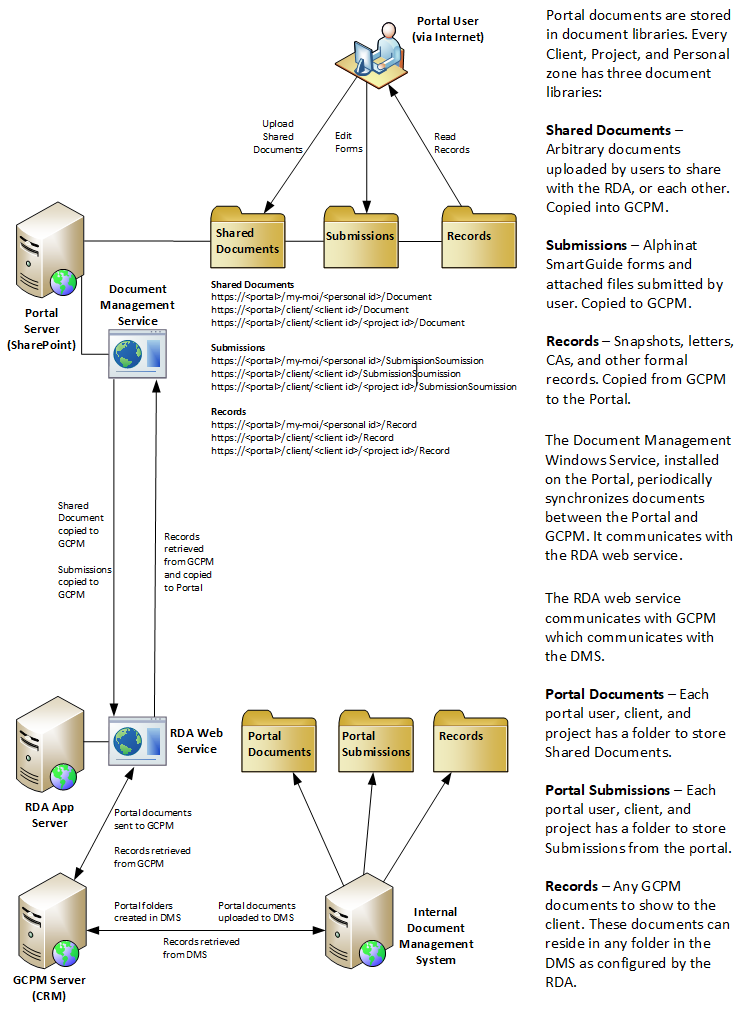 Portal User
(via Internet)
Upload
Shared
Documents
Edit
Forms
Read
Records
Shared
Documents
Submissions
Records
Portal
Server
(SharePoint)
Document
Management
Service
Shared Documents
https://<portal>/my-moi/<personal id>/Document
https://<portal>/client/<client id>/Document
https://<portal>/client/<client id>/<project id>/Document
Submissions
https://<portal>/my-moi/<personal id>/SubmissionSoumission
https://<portal>/client/<client id>/SubmissionSoumission
https://<portal>/client/<client id>/<project id>/SubmissionSoumission
Records
https://<portal>/my-moi/<personal id>/Record
https://<portal>/client/<client id>/Record
https://<portal>/client/<client id>/<project id>/Record
Shared
Document
copied to
GCPM
Submissions
copied to
GCPM
Records
retrieved
from GCPM
and copied
to Portal
RDA App
Server
RDA Web
Service
Portal
Documents
Portal
Submissions
Records
Portal documents
sent to GCPM
Records retrieved
from GCPM
GCPM Server
(CRM)
Portal folders
created in DMS
Portal documents
uploaded to DMS
Records retrieved
from DMS
Internal
Document
Management
System
Portal documents are stored
in document libraries. Every
Client, Project, and Personal
zone has three document
libraries:
Shared Documents –
Arbitrary documents
uploaded by users to share
with the RDA, or each other.
Copied into GCPM.
Submissions – Alphinat
SmartGuide forms and
attached files submitted by
user. Copied to GCPM.
Records – Snapshots, letters,
CAs, and other formal
records. Copied from GCPM
to the Portal.
The Document Management
Windows Service, installed
on the Portal, periodically
synchronizes documents
between the Portal and
GCPM. It communicates with
the RDA web service.
The RDA web service
communicates with GCPM
which communicates with
the DMS.
Portal Documents – Each
portal user, client, and
project has a folder to store
Shared Documents.
Portal Submissions – Each
portal user, client, and
project has a folder to store
Submissions from the portal.
Records – Any GCPM
documents to show to the
client. These documents can
reside in any folder in the
DMS as configured by the
RDA.